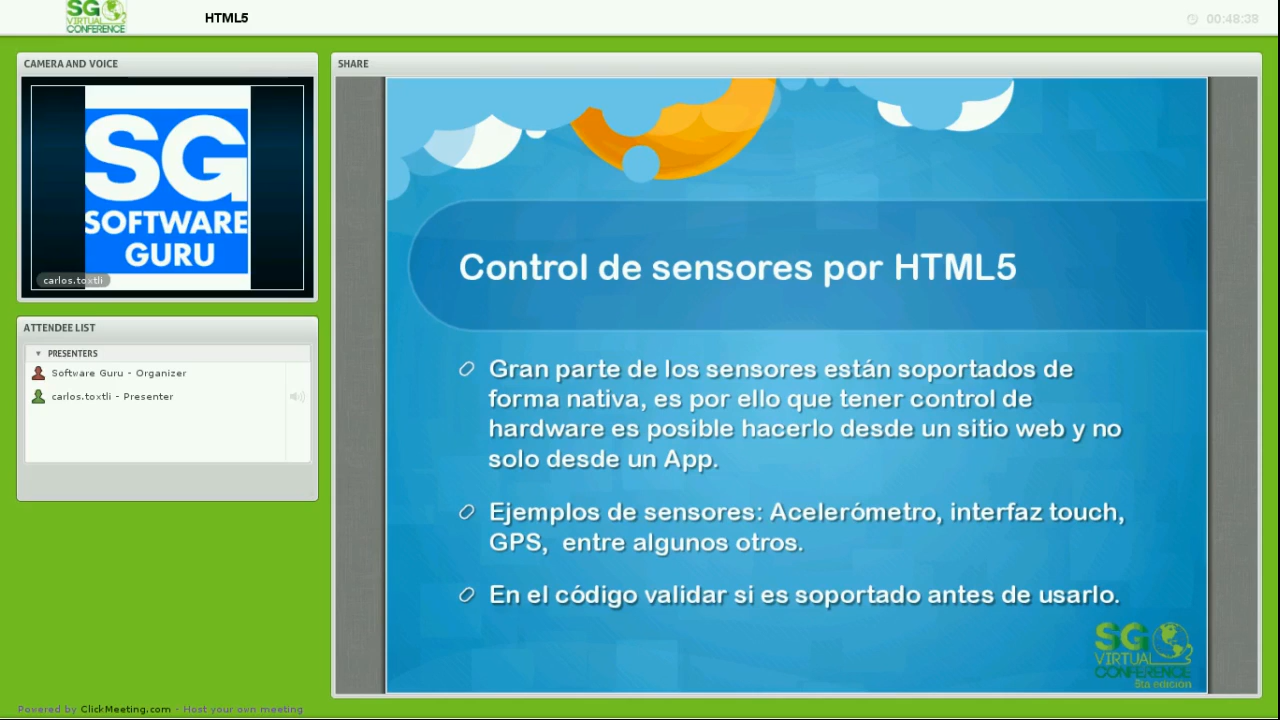 SG
VIRTUAL
CONFERENCE
HTML5
00:48:38
CAMERA AND VOICE
SG
SOFTWARE
GURU
carlos.toxtli
ATTENDEE LIST
PRESENTERS
Software Guru - Organizer
carlos.toxtli - Presenter
SHARE
Control de sensores por HTML5
Gran parte de los sensores están soportados de
forma nativa, es por ello que tener control de
hardware es posible hacerlo desde un sitio web y no
solo desde un App.
Ejemplos de sensores: Acelerómetro, interfaz touch,
GPS, entre algunos otros.
En el código validar si es soportado antes de usarlo.
SG
VIRTUAL
CONFERENCE
Powered by ClickMeeting.com - Host your own meeting